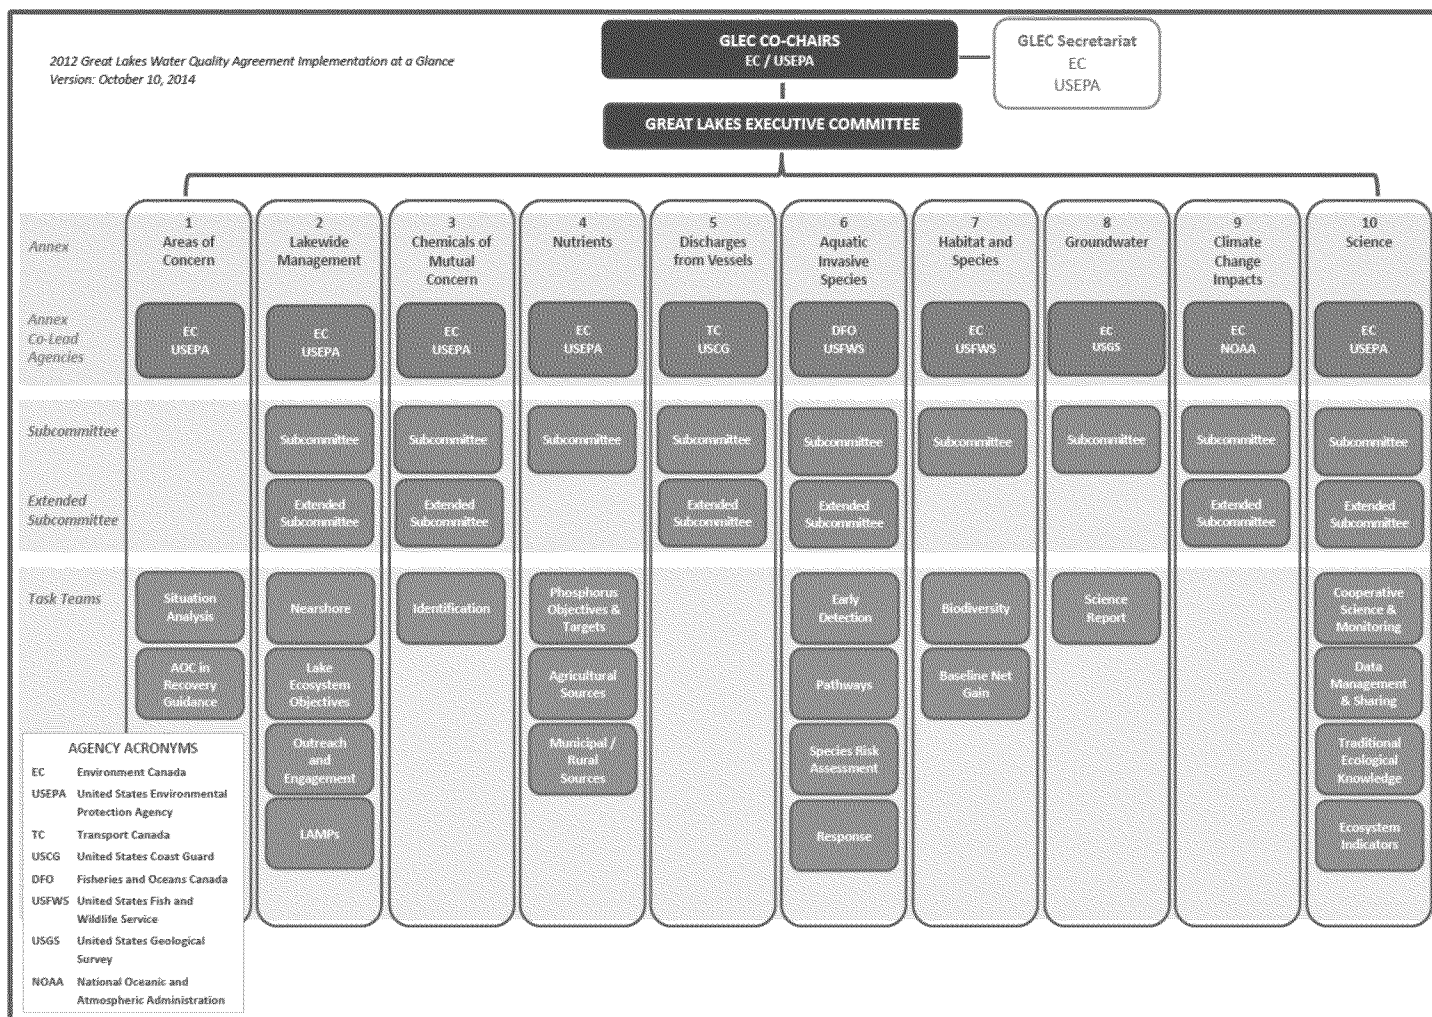 2012 Great Lakes Water Quality Agreement Implementation at a Glance
Version: October 10, 2014
GLEC CO-CHAIRS
EC / USEPA
GLEC Secretariat
EC
USEPA
GREAT LAKES EXECUTIVE COMMITTEE
Annex
1
Areas of
Concern
2
Lakewide
Management
3
Chemicals of
Mutual
Concern
4
Nutrients
5
Discharges
from Vessels
6
Aquatic
Invasive
Species
7
Habitat and
Species
8
Groundwater
9
Climate
Change
Impacts
10
Science
Annex
Co-Lead
Agencies
EC
USEPA
EC
USEPA
EC
USEPA
EC
USEPA
TC
USCG
DFO
USFWS
EC
USFWS
EC
USGS
EC
NOAA
EC
USEPA
Subcommittee
Subcommittee
Subcommittee
Subcommittee
Subcommittee
Subcommittee
Subcommittee
Subcommittee
Subcommittee
Subcommittee
Extended
Subcommittee
Extended
Subcommittee
Extended
Subcommittee
Extended
Subcommittee
Extended
Subcommittee
Extended
Subcommittee
Extended
Subcommittee
Task Teams
Situation
Analysis
AOC in
Recovery
Guidance
Nearshore
Lake
Ecosystem
Objectives
Outreach
and
Engagement
LAMPs
Identification
Phosphorus
Objectives &
Targets
Agricultural
Sources
Municipal /
Rural
Sources
Early
Detection
Pathways
Species Risk
Assessment
Response
Biodiversity
Baseline Net
Gain
Science
Report
Cooperative
Science &
Monitoring
Data
Management
& Sharing
Traditional
Ecological
Knowledge
Ecosystem
Indicators
AGENCY ACRONYMS
EC Environment Canada
USEPA United States Environmental
Protection Agency
TC Transport Canada
USCG United States Coast Guard
DFO Fisheries and Oceans Canada
USFWS United States Fish and
Wildlife Service
USGS United States Geological
Survey
NOAA National Oceanic and
Atmospheric Administration